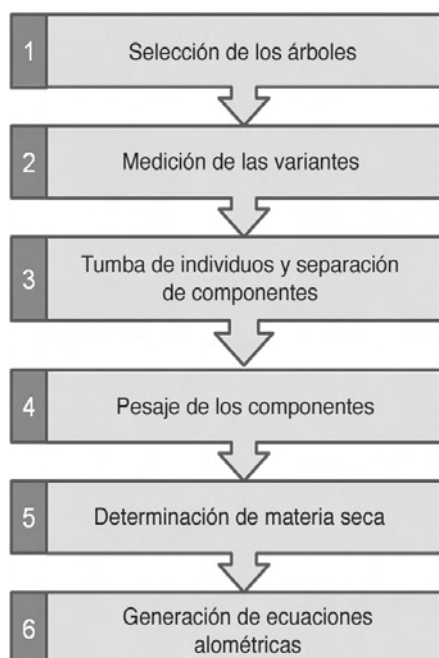 1 Selección de los árboles
2 Medición de las variantes
3 Tumba de individuos y separación
de componentes
4 Pesaje de los componentes
5 Determinación de materia seca
6 Generación de ecuaciones
alométricas